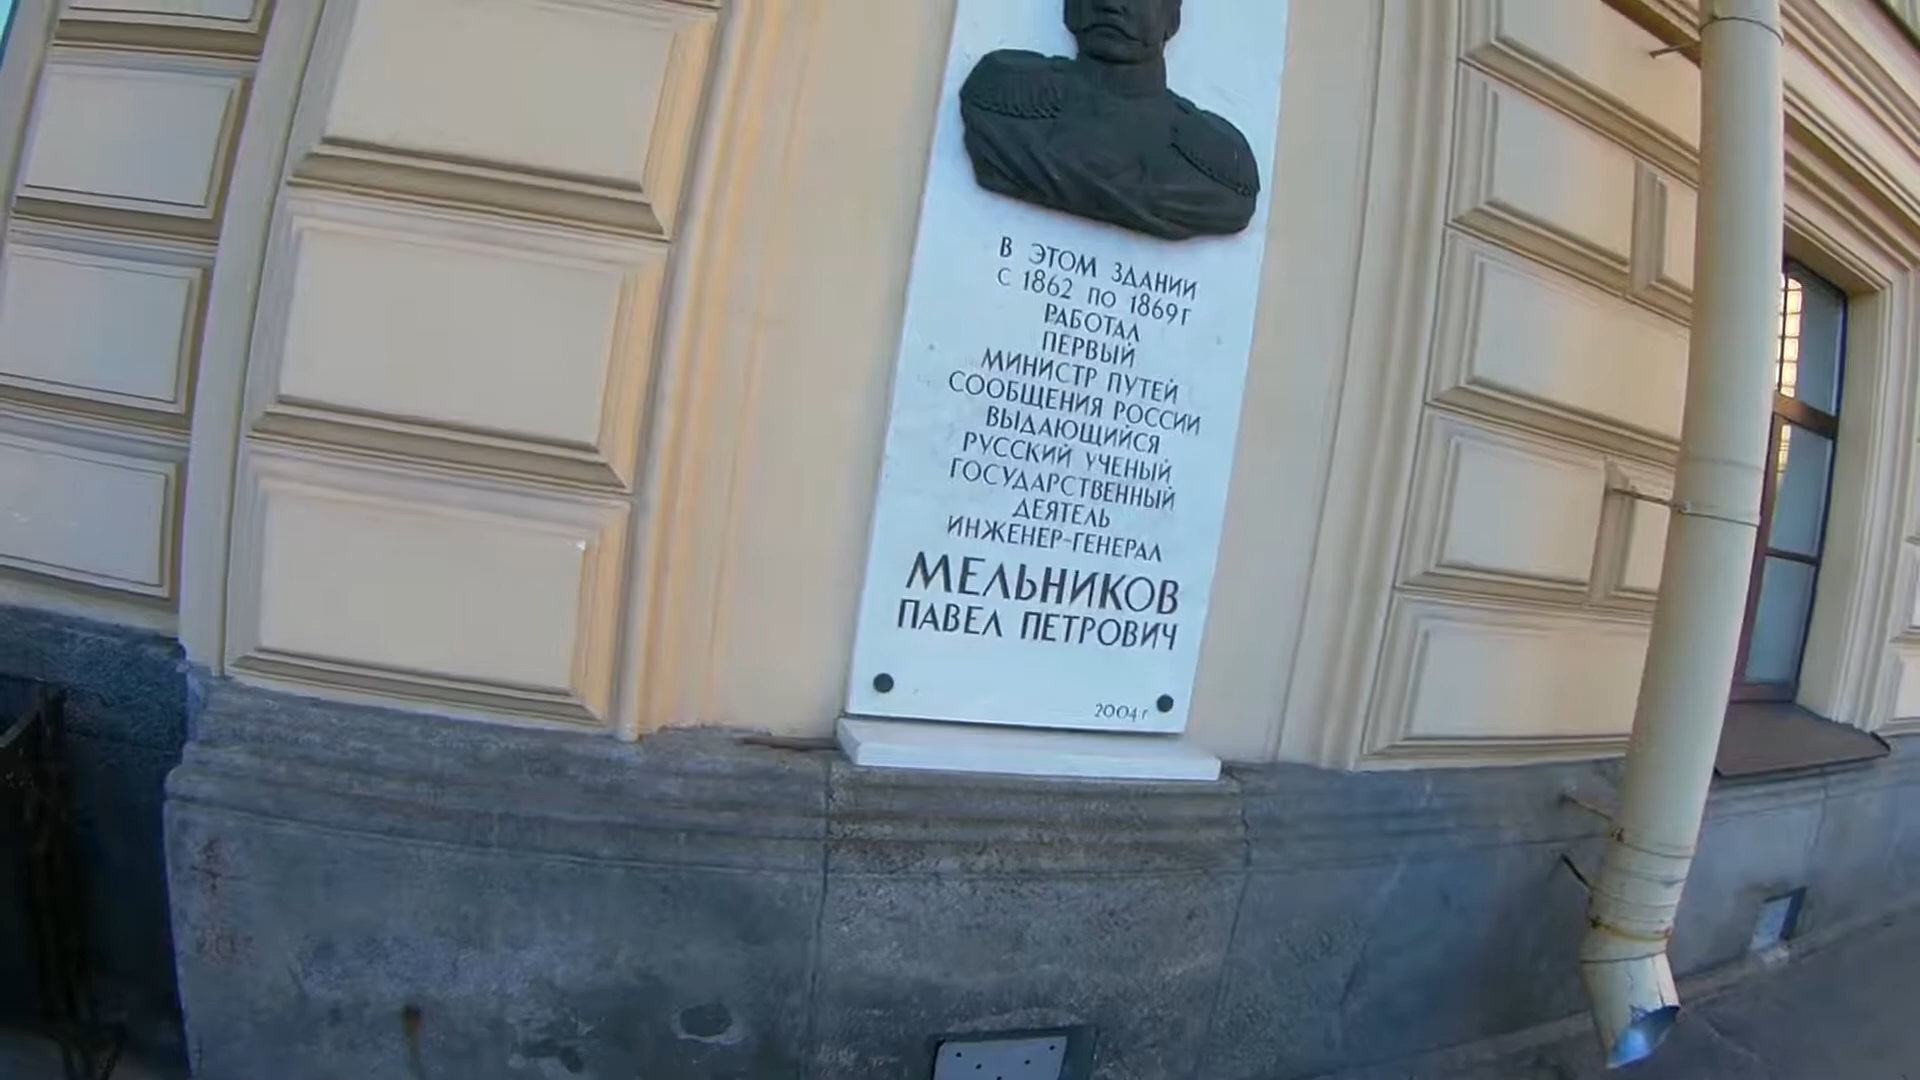 В ЭТОМ ЗДАНИИ
С 1862 ПО 1869Г
РАБОТАЛ
ПЕРВЫЙ
МИНИСТР ПУТЕЙ
СООБЩЕНИЯ РОССИИ
ВЫДАЮЩИЙСЯ
РУССКИЙ УЧЕНЫЙ
ГОСУДАРСТВЕННЫЙ
ДЕЯТЕЛЬ
ИНЖЕНЕР-ГЕНЕРАЛ
МЕЛЬНИКОВ
ПАВЕЛ ПЕТРОВИЧ
2004 г